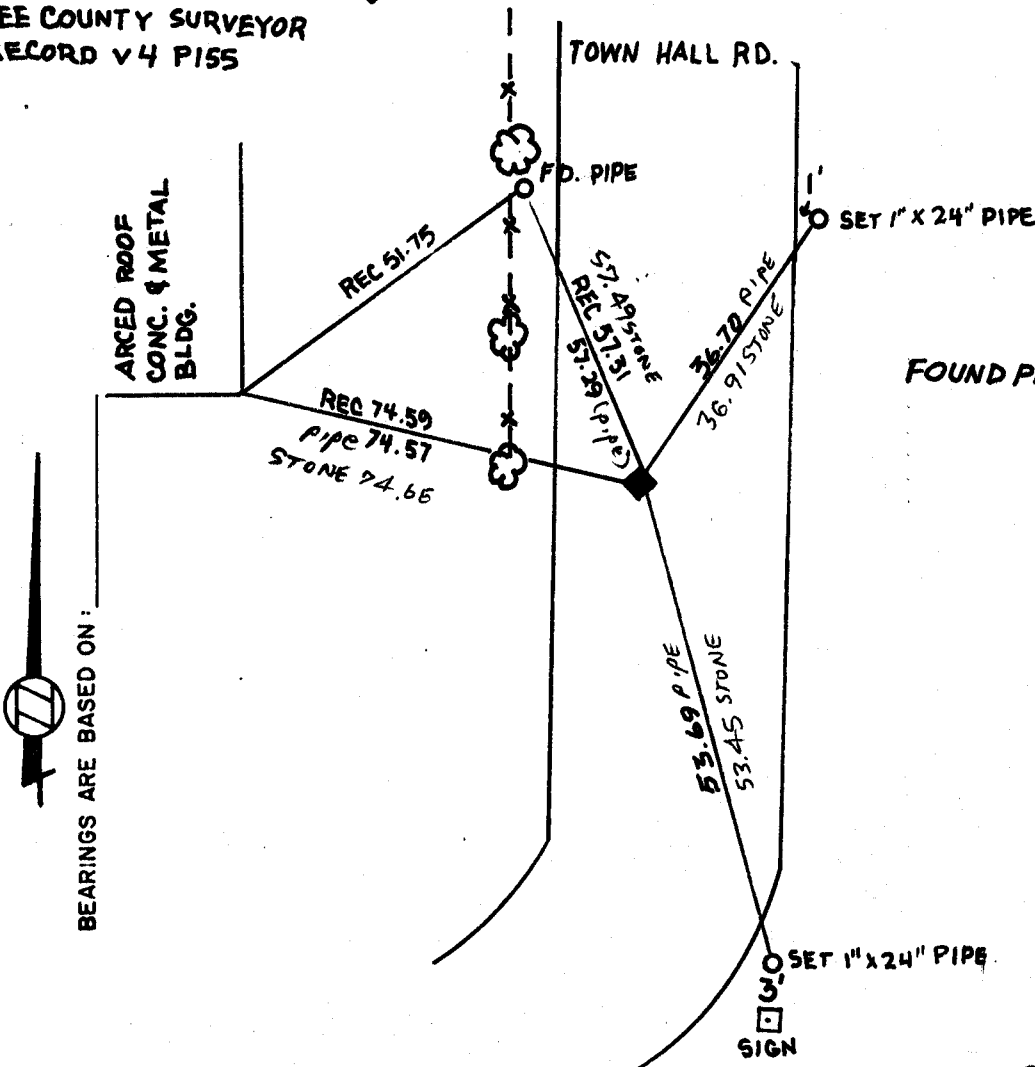 EE COUNTY SURVEYOR
RECORD V4 P155
TOWN HALL RD.
FD. PIPE
1'
SET 1" X 24" PIPE
ARCED ROOF
CONC. & METAL
BLDG.
REC 51.75
57.49 STONE
REC 57.31
57.29 (pipe)
36.70 PIPE
36.91 STONE
FOUND P
REC 74.59
pipe 74.57
STONE 74.65
BEARINGS ARE BASED ON:
53.69 PIPE
53.45 STONE
SET 1" X 24" PIPE
3'
SIGN